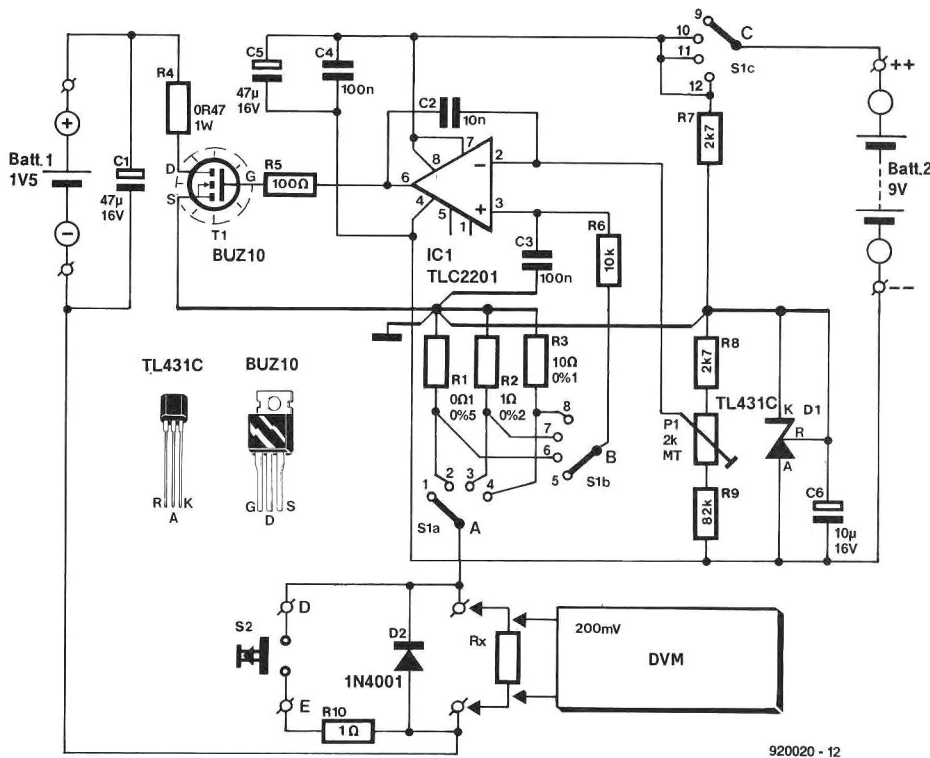 9
10
C
11
S1c
12
++
R4
0R47
1W
C5
47µ
16V
C4
100n
C2
10n
R7
2k7
Batt.1
1V5
C1
47µ
16V
D
G
S
T1
BUZ10
R5
100Ω
7
8
6
4
5
1
2
3
−
+
IC1
TLC2201
C3
100n
R6
10k
Batt.2
9V
+
−
--
TL431C
R
A
K
BUZ10
G
D
S
R1
0Ω1
0%5
R2
1Ω
0%2
R3
10Ω
0%1
8
7
6
5
B
S1b
1
2
3
4
S1a
A
R8
2k7
TL431C
P1
2k
MT
K
D1
R
A
R9
82k
C6
10µ
16V
D
S2
E
D2
1N4001
R10
1Ω
Rx
200mV
DVM
920020 - 12